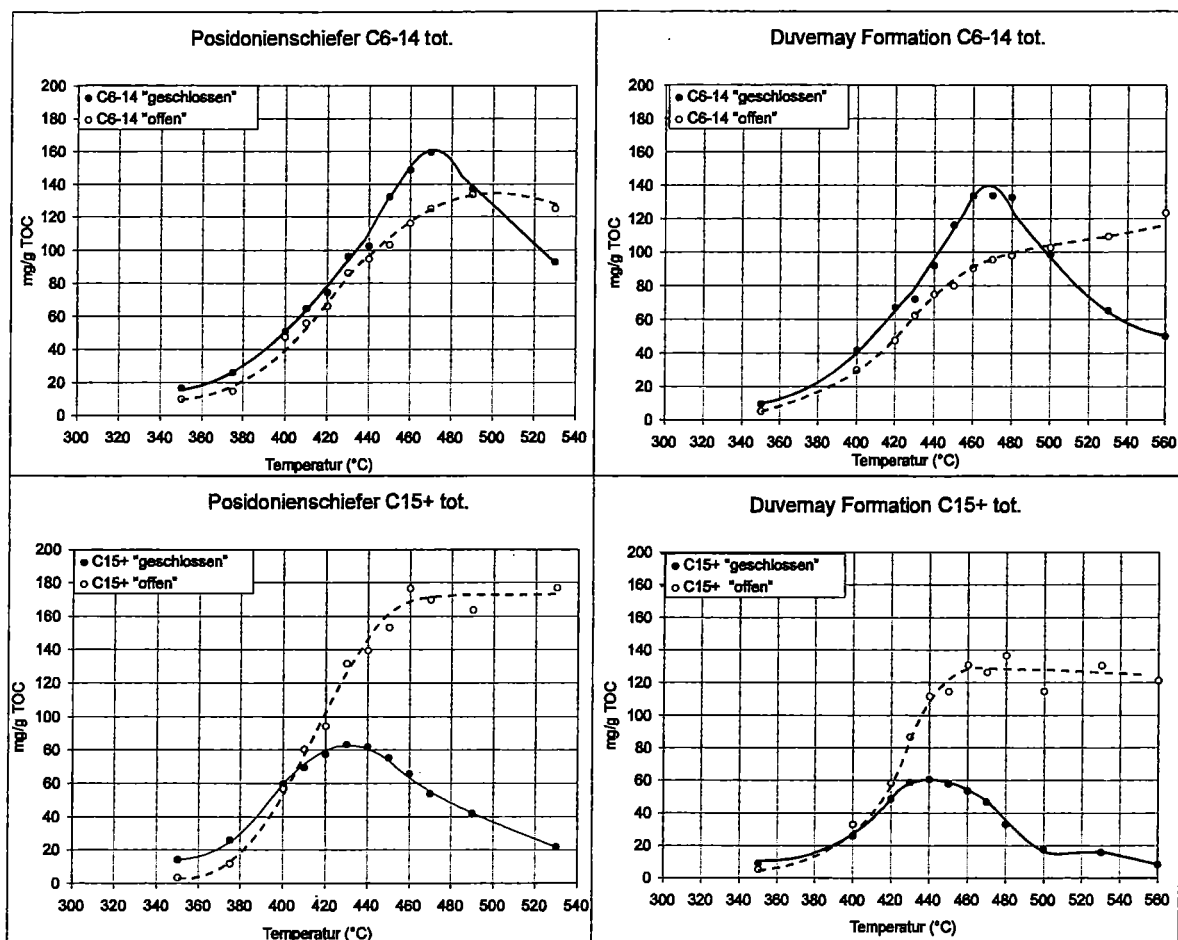 Posidonienschiefer C6-14 tot.
C6-14 "geschlossen"
C6-14 "offen"
mg/g TOC
200
180
160
140
120
100
80
60
40
20
0
300 320 340 360 380 400 420 440 460 480 500 520 540
Temperatur (°C)
Duvernay Formation C6-14 tot.
C6-14 "geschlossen"
C6-14 "offen"
mg/g TOC
200
180
160
140
120
100
80
60
40
20
0
300 320 340 360 380 400 420 440 460 480 500 520 540 560
Temperatur (°C)
Posidonienschiefer C15+ tot.
C15+ "geschlossen"
C15+ "offen"
mg/g TOC
200
180
160
140
120
100
80
60
40
20
0
300 320 340 360 380 400 420 440 460 480 500 520 540
Temperatur (°C)
Duvernay Formation C15+ tot.
C15+ "geschlossen"
C15+ "offen"
mg/g TOC
200
180
160
140
120
100
80
60
40
20
0
300 320 340 360 380 400 420 440 460 480 500 520 540 560
Temperatur (°C)